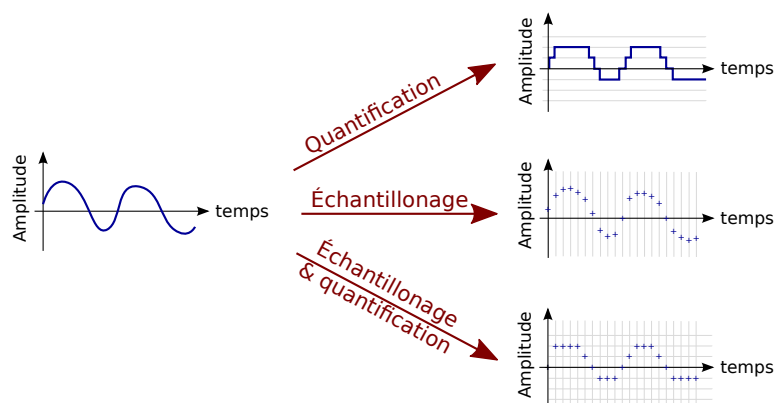 Amplitude
temps
Quantification
Échantillonage
Échantillonage
& quantification
Amplitude
temps
Amplitude
temps
Amplitude
temps